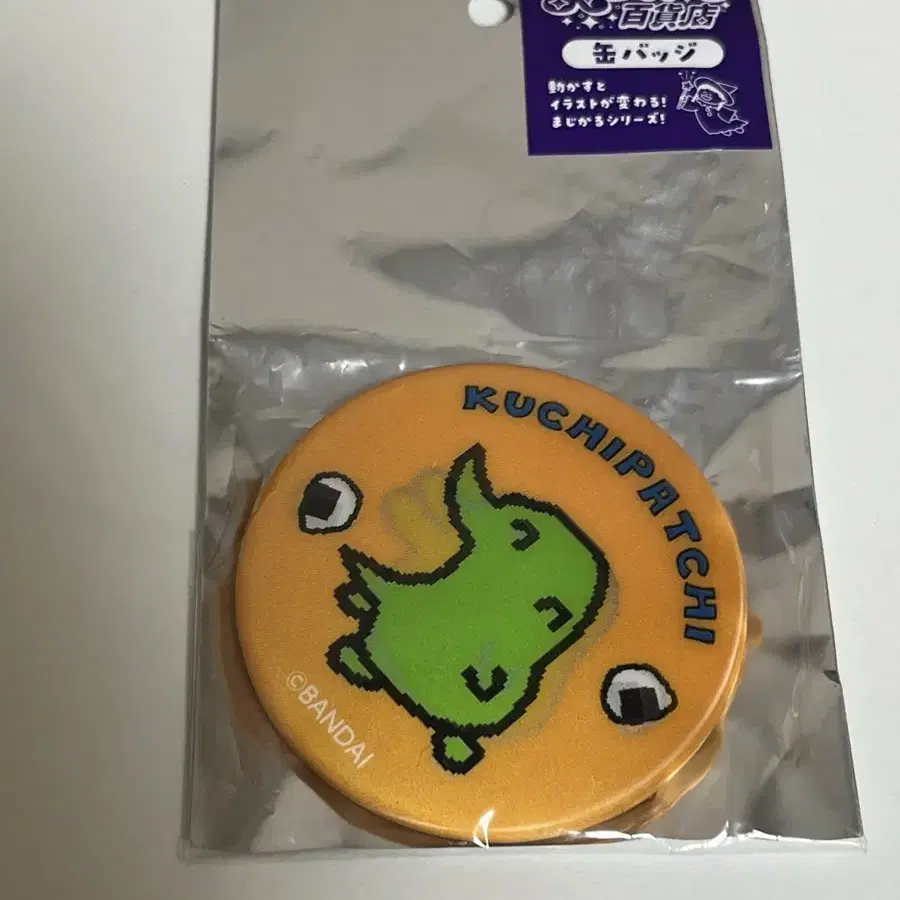 百貨店
缶バッジ
動かすと
イラストが変わる!
まじかるシリーズ!
KUCHIPATCHI
©BANDAI